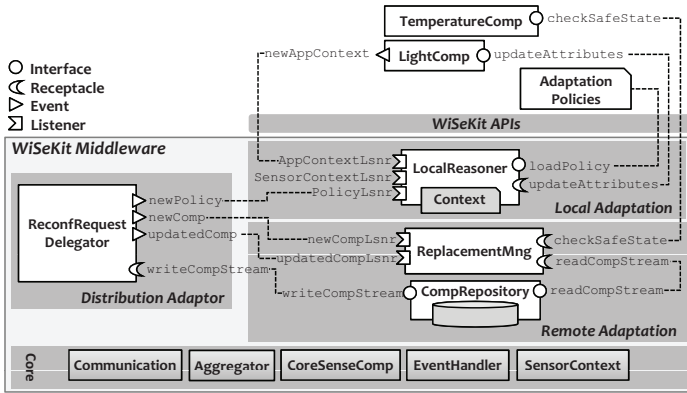 TemperatureComp
checkSafeState
newAppContext
LightComp
updateAttributes
Interface
Receptacle
Event
Listener
Adaptation
Policies
WiSeKit APIs
WiSeKit Middleware
AppContextLsnr
SensorContextLsnr
PolicyLsnr
LocalReasoner
Context
loadPolicy
updateAttributes
Local Adaptation
ReconfRequest
Delegator
newPolicy
newComp
updatedComp
writeCompStream
Distribution Adaptor
newCompLsnr
updatedCompLsnr
ReplacementMng
checkSafeState
readCompStream
writeCompStream
CompRepository
readCompStream
Remote Adaptation
Core
Communication
Aggregator
CoreSenseComp
EventHandler
SensorContext